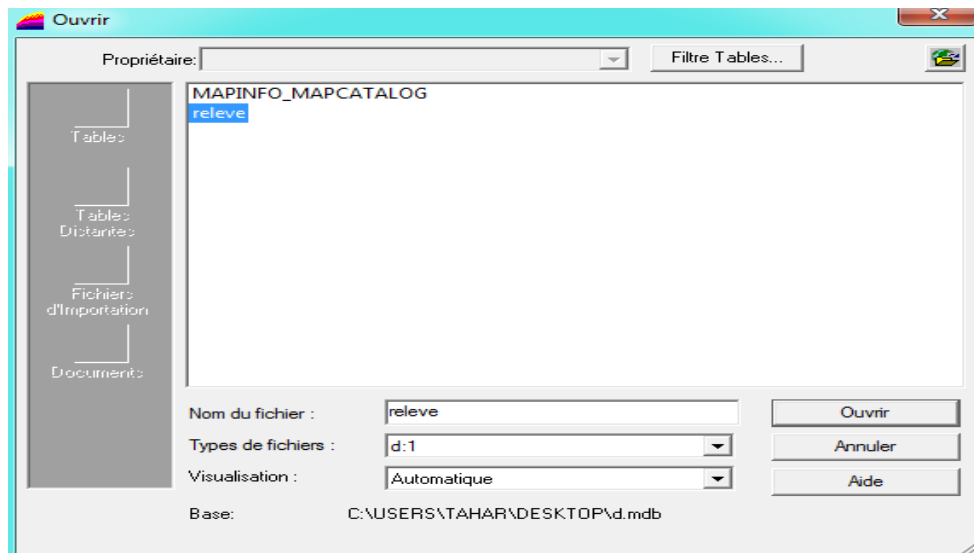 Ouvrir
Propriétaire:
Filtre Tables...
MAPINFO_MAPCATALOG
releve
Tables
Tables
Distantes
Fichiers
d'Importation
Documents
Nom du fichier :
releve
Ouvrir
Types de fichiers :
d:1
Annuler
Visualisation :
Automatique
Aide
Base:
C:\USERS\TAHAR\DESKTOP\d.mdb